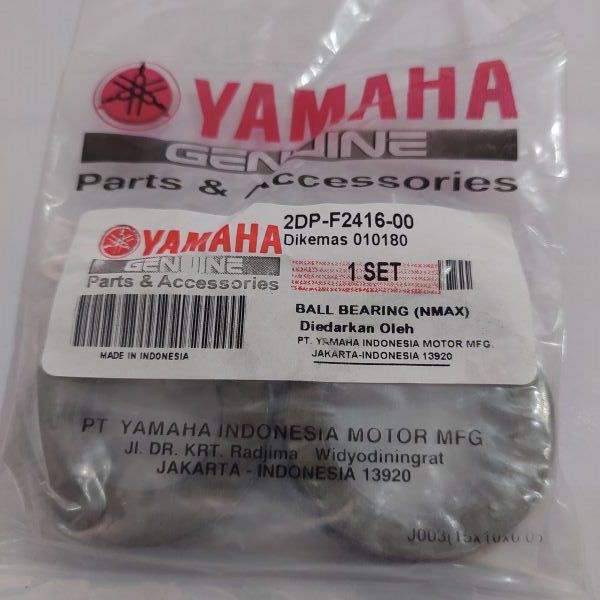 YAMAHA
GENUINE
Parts & Accessories
YAMAHA
GENUINE
Parts & Accessories
MADE IN INDONESIA
2DP-F2416-00
Dikemas 010180
1 SET
BALL BEARING (NMAX)
Diedarkan Oleh
PT. YAMAHA INDONESIA MOTOR MFG.
JAKARTA-INDONESIA 13920
PT YAMAHA INDONESIA MOTOR MFG
Jl. DR. KRT. Radjima Widyodiningrat
JAKARTA - INDONESIA 13920